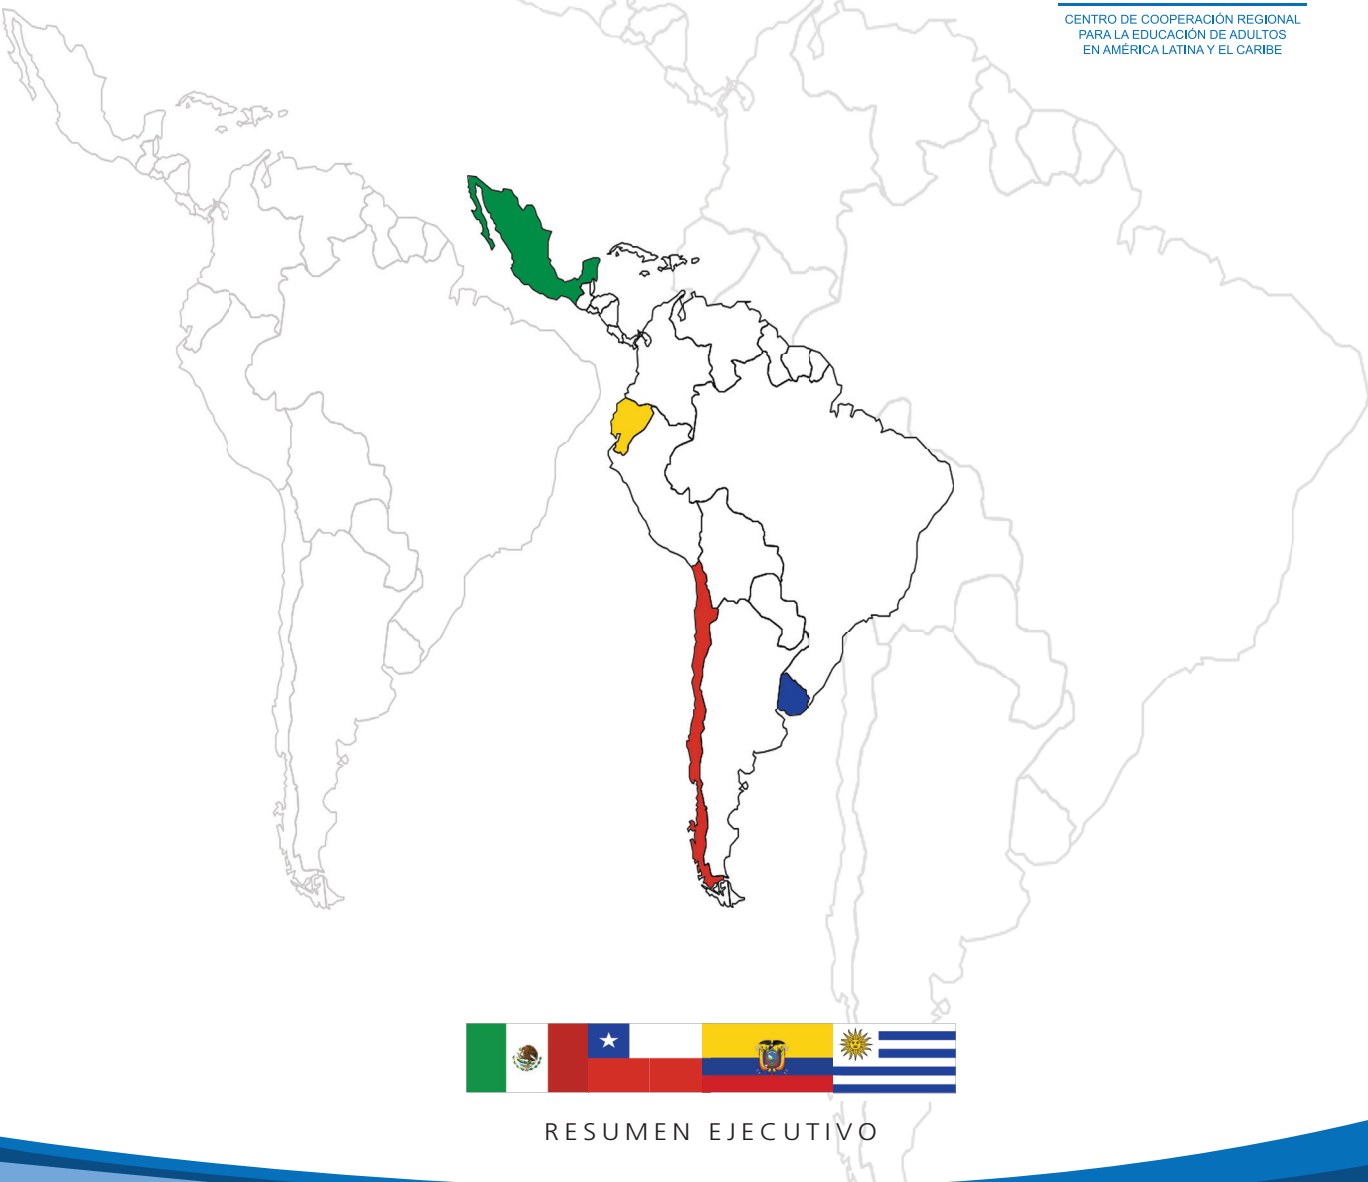 CENTRO DE COOPERACIÓN REGIONAL
PARA LA EDUCACIÓN DE ADULTOS
EN AMÉRICA LATINA Y EL CARIBE
RESUMEN EJECUTIVO